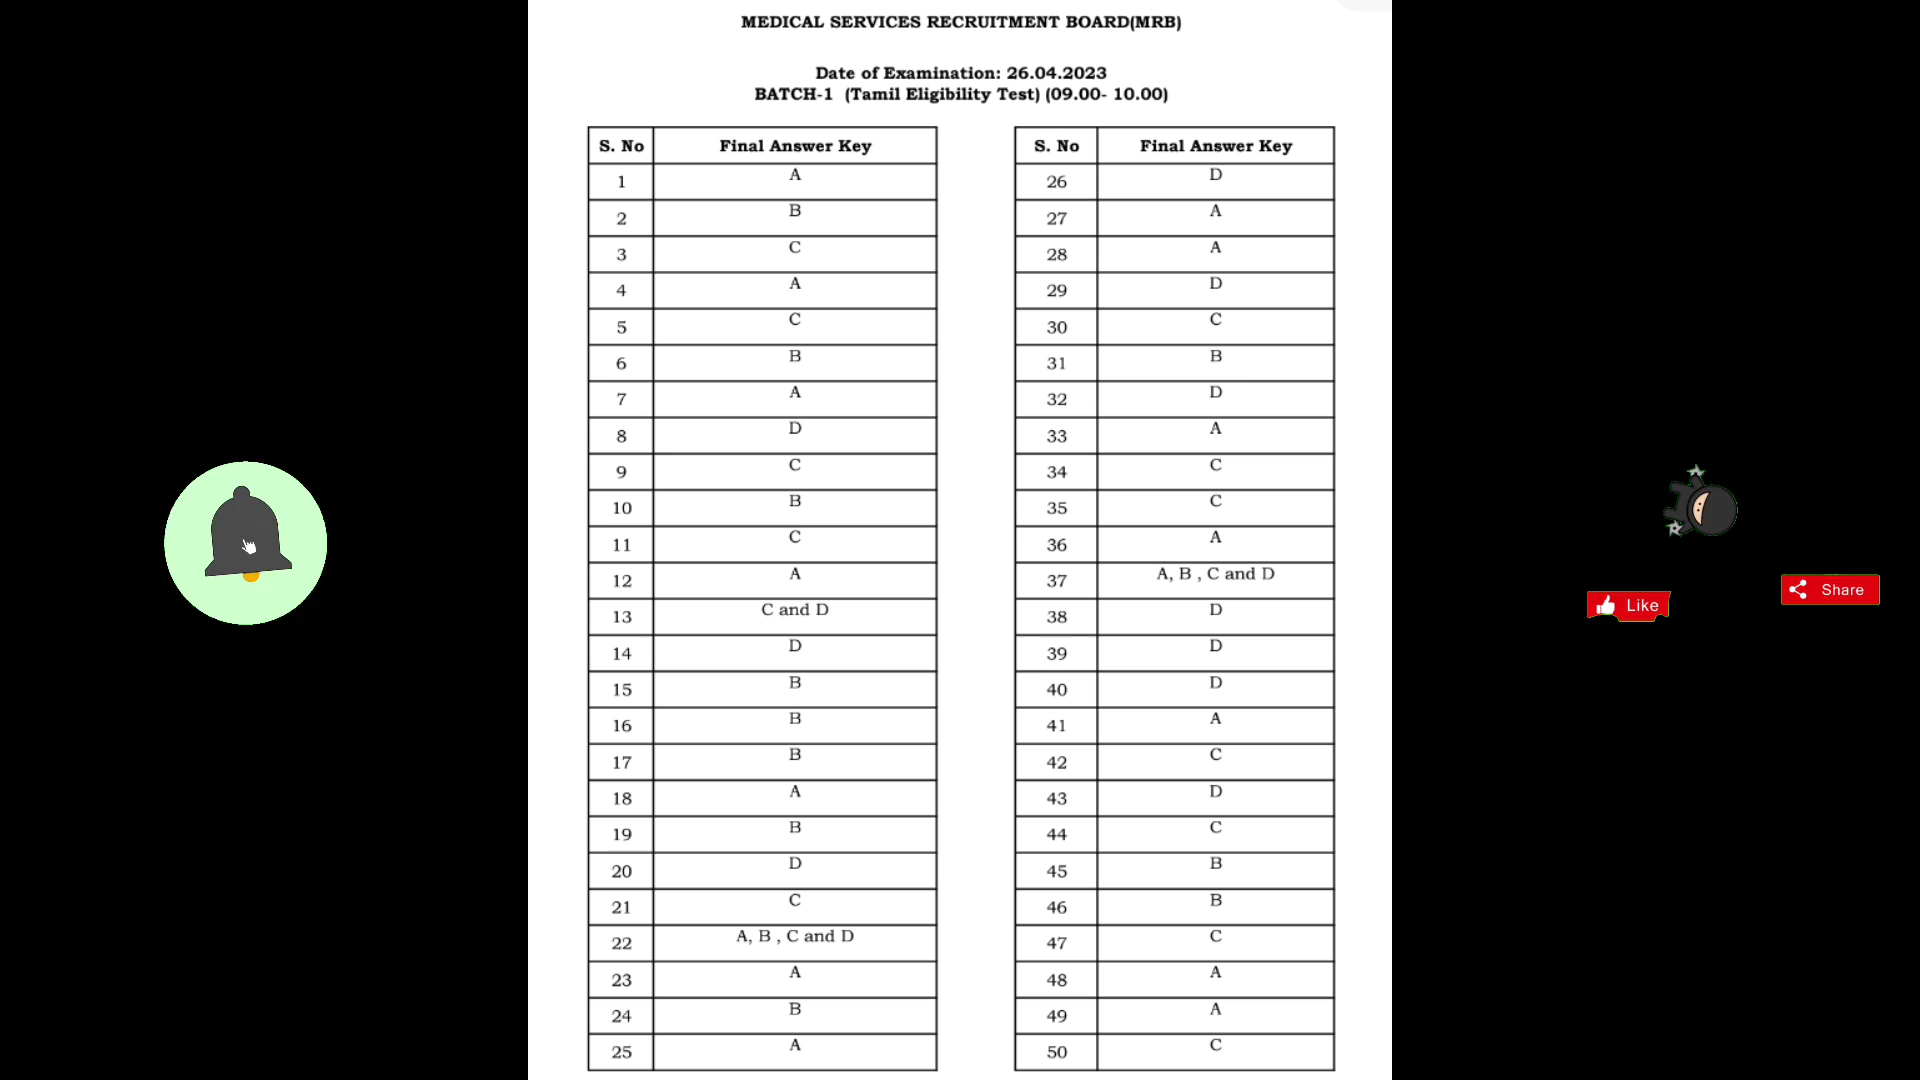 MEDICAL SERVICES RECRUITMENT BOARD(MRB)
Date of Examination: 26.04.2023
BATCH-1 (Tamil Eligibility Test) (09.00- 10.00)
S. No Final Answer Key
1 A
2 B
3 C
4 A
5 C
6 B
7 A
8 D
9 C
10 B
11 C
12 A
13 C and D
14 D
15 B
16 B
17 B
18 A
19 B
20 D
21 C
22 A, B , C and D
23 A
24 B
25 A
S. No Final Answer Key
26 D
27 A
28 A
29 D
30 C
31 B
32 D
33 A
34 C
35 C
36 A
37 A, B , C and D
38 D
39 D
40 D
41 A
42 C
43 D
44 C
45 B
46 B
47 C
48 A
49 A
50 C
Like
Share